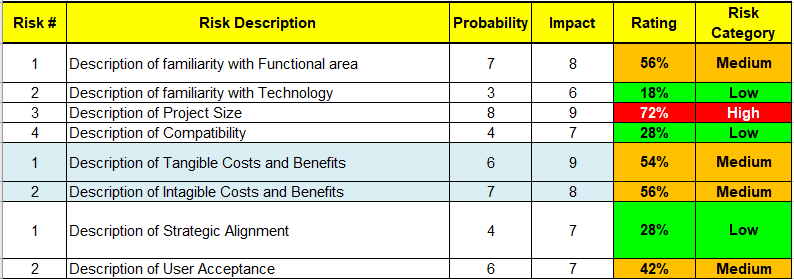 Risk # Risk Description Probability Impact Rating Risk Category
1 Description of familiarity with Functional area 7 8 56% Medium
2 Description of familiarity with Technology 3 6 18% Low
3 Description of Project Size 8 9 72% High
4 Description of Compatibility 4 7 28% Low
1 Description of Tangible Costs and Benefits 6 9 54% Medium
2 Description of Intagible Costs and Benefits 7 8 56% Medium
1 Description of Strategic Alignment 4 7 28% Low
2 Description of User Acceptance 6 7 42% Medium